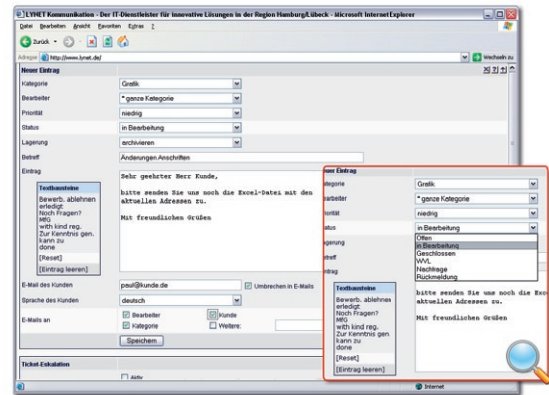 LYNET Kommunikation - Der IT-Dienstleister für innovative Lösungen in der Region Hamburg/Lübeck - Microsoft Internet Explorer
Datei Bearbeiten Ansicht Favoriten Extras ?
Zurück
Adresse http://www.lynet.de/ Wechseln zu
Neuer Eintrag
Kategorie Grafik
Bearbeiter * ganze Kategorie
Priorität niedrig
Status in Bearbeitung
Lagerung archivieren
Betreff Änderungen Anschriften
Eintrag
Sehr geehrter Herr Kunde,
bitte senden Sie uns noch die Excel-Datei mit den
aktuellen Adressen zu.
Mit freundlichen Grüßen
Textbausteine
Bewerb. ablehnen
erledigt
Noch Fragen?
MfG
with kind reg.
Zur Kenntnis gen.
kann zu
done
[Reset]
[Eintrag leeren]
E-Mail des Kunden paul@kunde.de Umbrechen in E-Mails
Sprache des Kunden deutsch
E-Mails an Bearbeiter Kunde
Kategorie Weitere:
Speichern
Ticket-Eskalation
Aktiv
Internet
uer Eintrag
ategorie Grafik
earbeiter * ganze Kategorie
iorität niedrig
atus in Bearbeitung
Offen
in Bearbeitung
Geschlossen
WVL
Nachfrage
Rückmeldung
agerung
etreff
ntrag
Textbausteine
Bewerb. ablehnen
erledigt
Noch Fragen?
MfG
with kind reg.
Zur Kenntnis gen
kann zu
done
[Reset]
[Eintrag leeren]
bitte senden Sie uns noch die Exc
aktuellen Adressen zu.
Mit freundlichen Grüßen